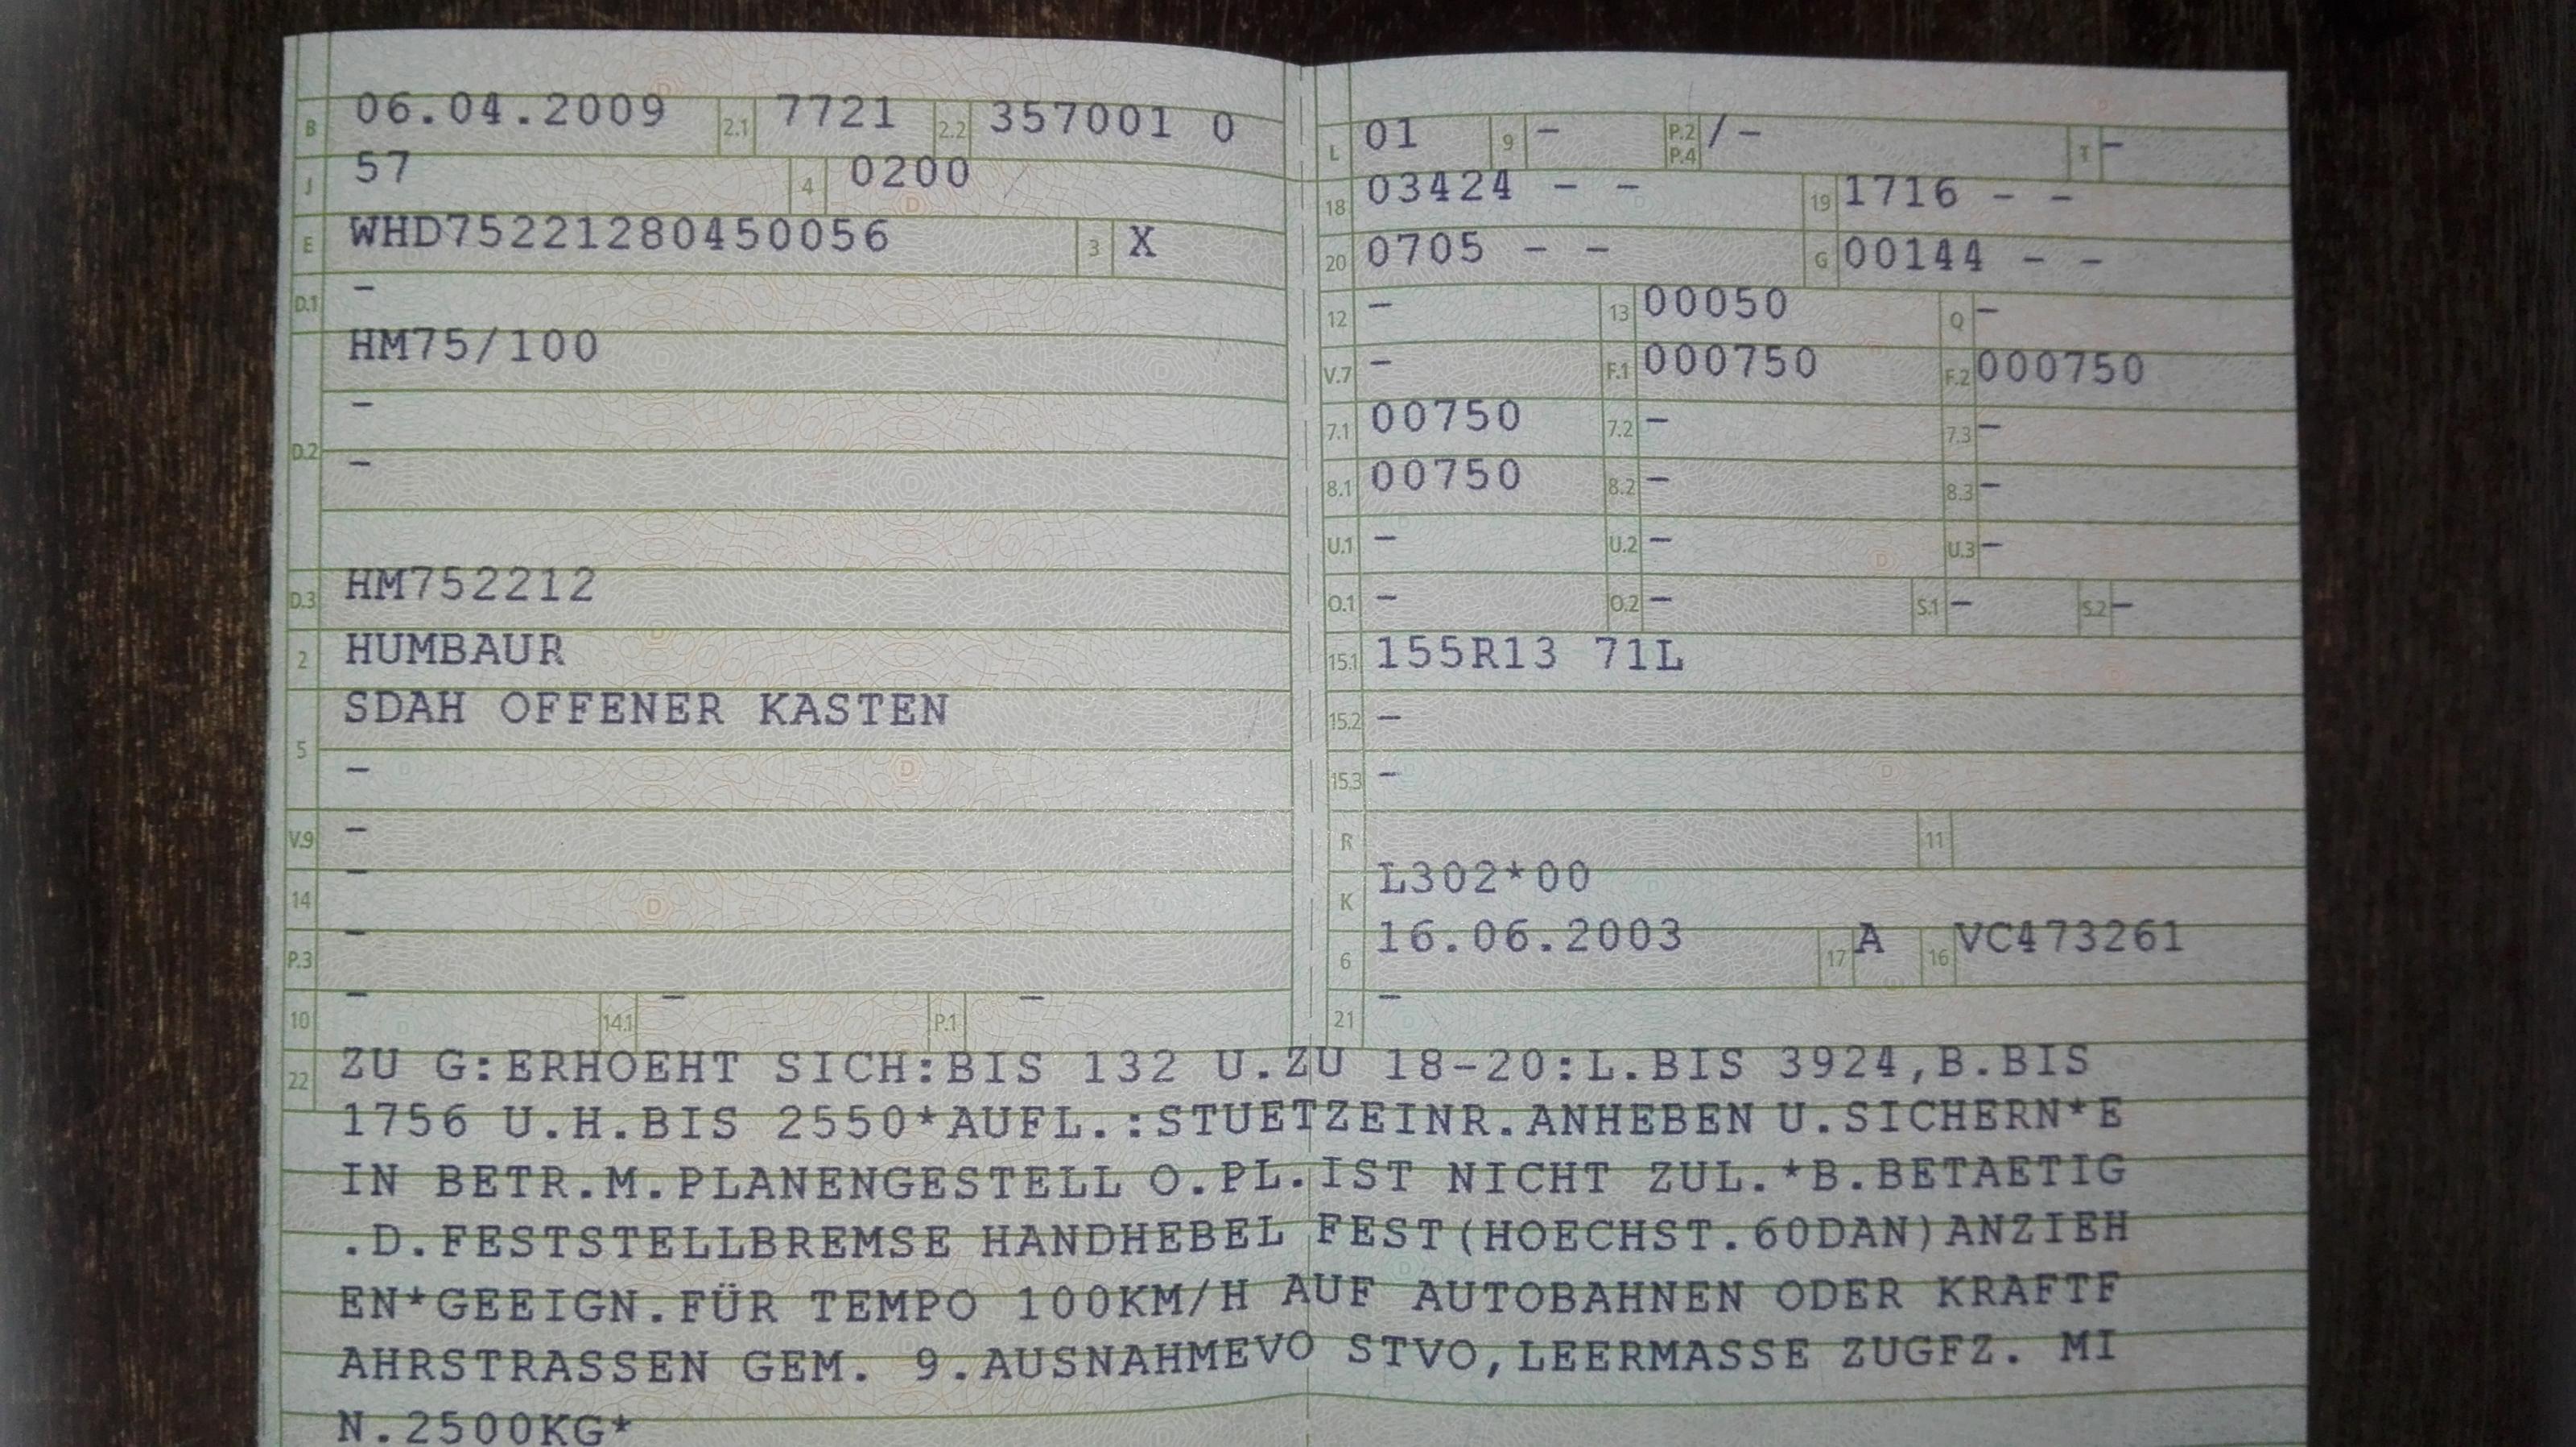 B 06.04.2009 2.1 7721 2.2 357001 0
J 57 4 0200
E WHD75221280450056 3 X
D.1 -
HM75/100
-
D.2 -
D.3 HM752212
2 HUMBAUR
SDAH OFFENER KASTEN
5 -
V.9 -
14 -
P.3 -
10 - 14.1 - P.1 -
L 01 9 - P.2 P.4 /- T -
18 03424 - - 19 1716 - -
20 0705 - - G 00144 - -
12 - 13 00050 Q -
V.7 - F.1 000750 F.2 000750
7.1 00750 7.2 - 7.3 -
8.1 00750 8.2 - 8.3 -
U.1 - U.2 - U.3 -
O.1 - O.2 - S.1 - S.2 -
15.1 155R13 71L
15.2 -
15.3 -
R 11
K L302*00
6 16.06.2003 17 A 16 VC473261
21 -
22 ZU G:ERHOEHT SICH:BIS 132 U.ZU 18-20:L.BIS 3924,B.BIS
1756 U.H.BIS 2550*AUFL.:STUETZEINR.ANHEBEN U.SICHERN*E
IN BETR.M.PLANENGESTELL O.PL.IST NICHT ZUL.*B.BETAETIG
.D.FESTSTELLBREMSE HANDHEBEL FEST(HOECHST.60DAN)ANZIEH
EN*GEEIGN.FÜR TEMPO 100KM/H AUF AUTOBAHNEN ODER KRAFTF
AHRSTRASSEN GEM. 9.AUSNAHMEVO STVO,LEERMASSE ZUGFZ. MI
N.2500KG*